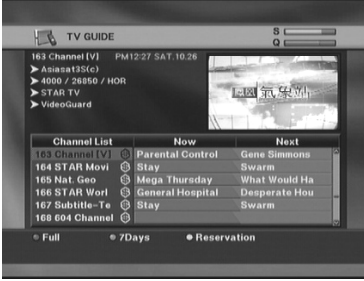 TV GUIDE
S
Q
163 Channel [V] PM12:27 SAT.10.26
Asiasat3S(c)
4000 / 26850 / HOR
STAR TV
VideoGuard
氣象站
Channel List Now Next
163 Channel [V] Parental Control Gene Simmons
164 STAR Movi Stay Swarm
165 Nat. Geo Mega Thursday What Would Ha
166 STAR Worl General Hospital Desperate Hou
167 Subtitle-Te Stay Swarm
168 604 Channel
Full 7Days Reservation